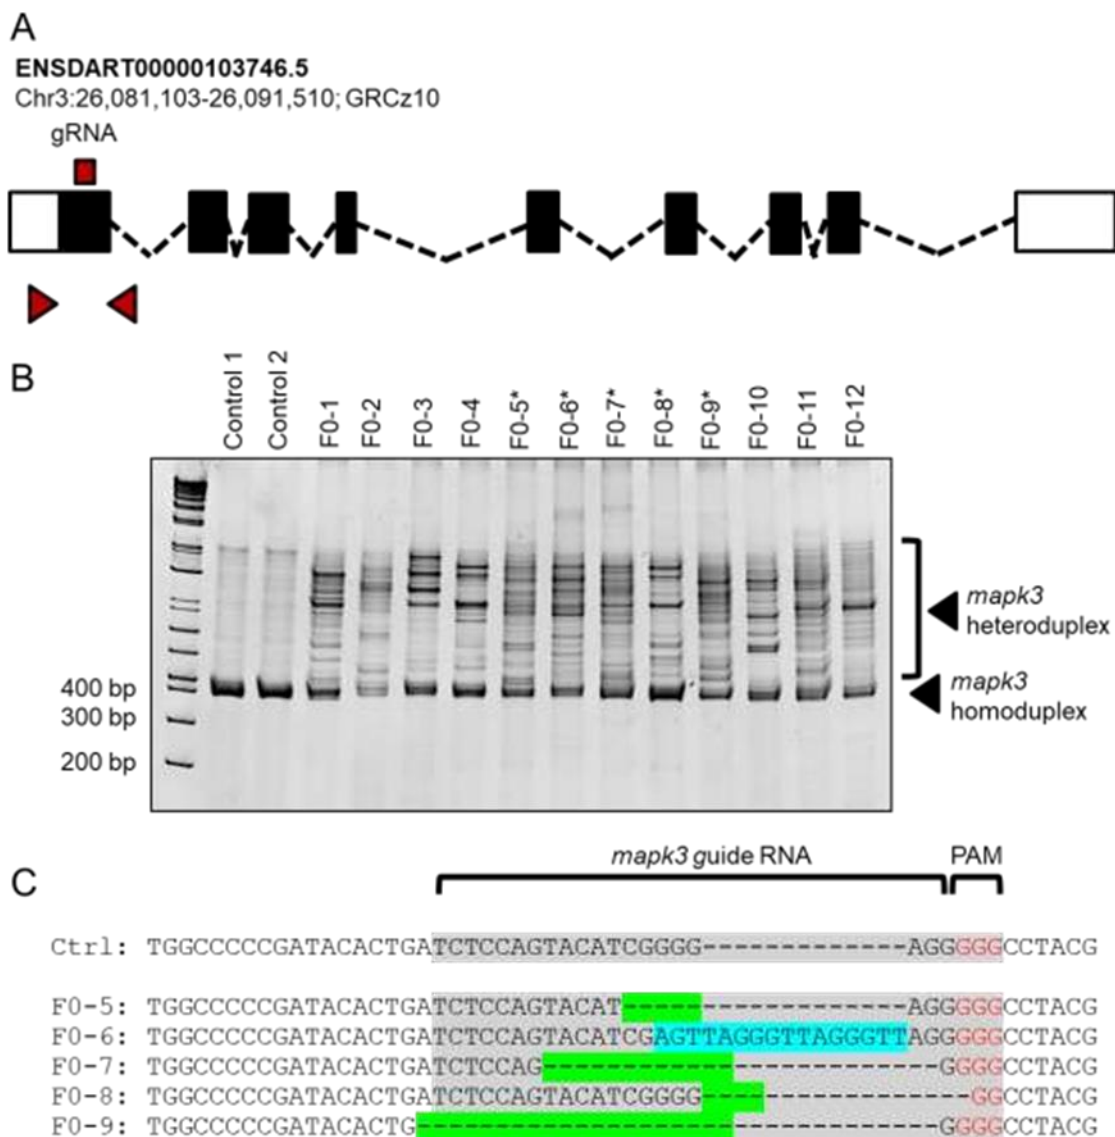 A
ENSDART00000103746.5
Chr3:26,081,103-26,091,510; GRCz10
gRNA
B
Control 1
Control 2
F0-1
F0-2
F0-3
F0-4
F0-5*
F0-6*
F0-7*
F0-8*
F0-9*
F0-10
F0-11
F0-12
400 bp
300 bp
200 bp
mapk3
heteroduplex
mapk3
homoduplex
C
mapk3 guide RNA
PAM
Ctrl: TGGCCCCCGATACACTGATCTCCAGTACATCGGGG-------------AGGGGGCCTACG
F0-5: TGGCCCCCGATACACTGATCTCCAGTACAT------------------AGGGGGCCTACG
F0-6: TGGCCCCCGATACACTGATCTCCAGTACATCGAGTTAGGGTTAGGGTTAGGGGGCCTACG
F0-7: TGGCCCCCGATACACTGATCTCCAG-------------------------GGGGCCTACG
F0-8: TGGCCCCCGATACACTGATCTCCAGTACATCGGGG-----------------GGCCTACG
F0-9: TGGCCCCCGATACACTG---------------------------------GGGGCCTACG